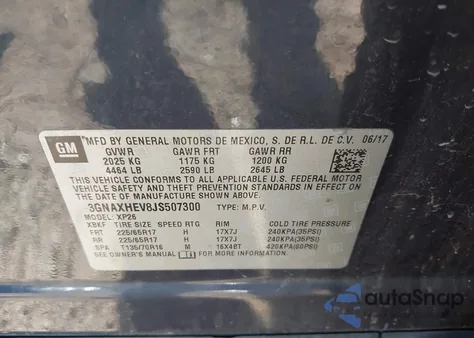 GM MFD BY GENERAL MOTORS DE MEXICO, S. DE R.L. DE C.V. 06/17
GVWR GAWR FRT GAWR RR
2025 KG 1175 KG 1200 KG
4464 LB 2590 LB 2645 LB
THIS VEHICLE CONFORMS TO ALL APPLICABLE U.S. FEDERAL MOTOR
VEHICLE SAFETY AND THEFT PREVENTION STANDARDS IN EFFECT ON
THE DATE OF MANUFACTURE SHOWN ABOVE.
3GNAXHEV8JS507300 TYPE: M.P.V.
MODEL: XP26
XBKF TIRE SIZE SPEED RTG RIM COLD TIRE PRESSURE
FRT 225/65R17 H 17X7J 240KPA(35PSI)
RR 225/65R17 H 17X7J 240KPA(35PSI)
SPA T135/70R16 M 16X4BT 420KPA(60PSI)
SEE OWNER'S MANUAL FOR ADDITIONAL INFORMATION
autoSnap